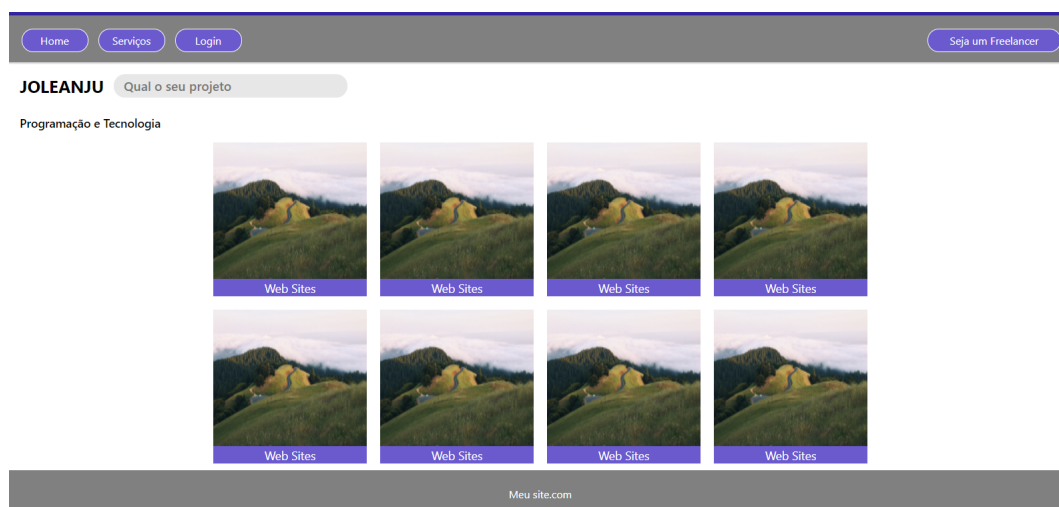 Home Serviços Login Seja um Freelancer
JOLEANJU Qual o seu projeto
Programação e Tecnologia
Web Sites Web Sites Web Sites Web Sites
Web Sites Web Sites Web Sites Web Sites
Meu site.com